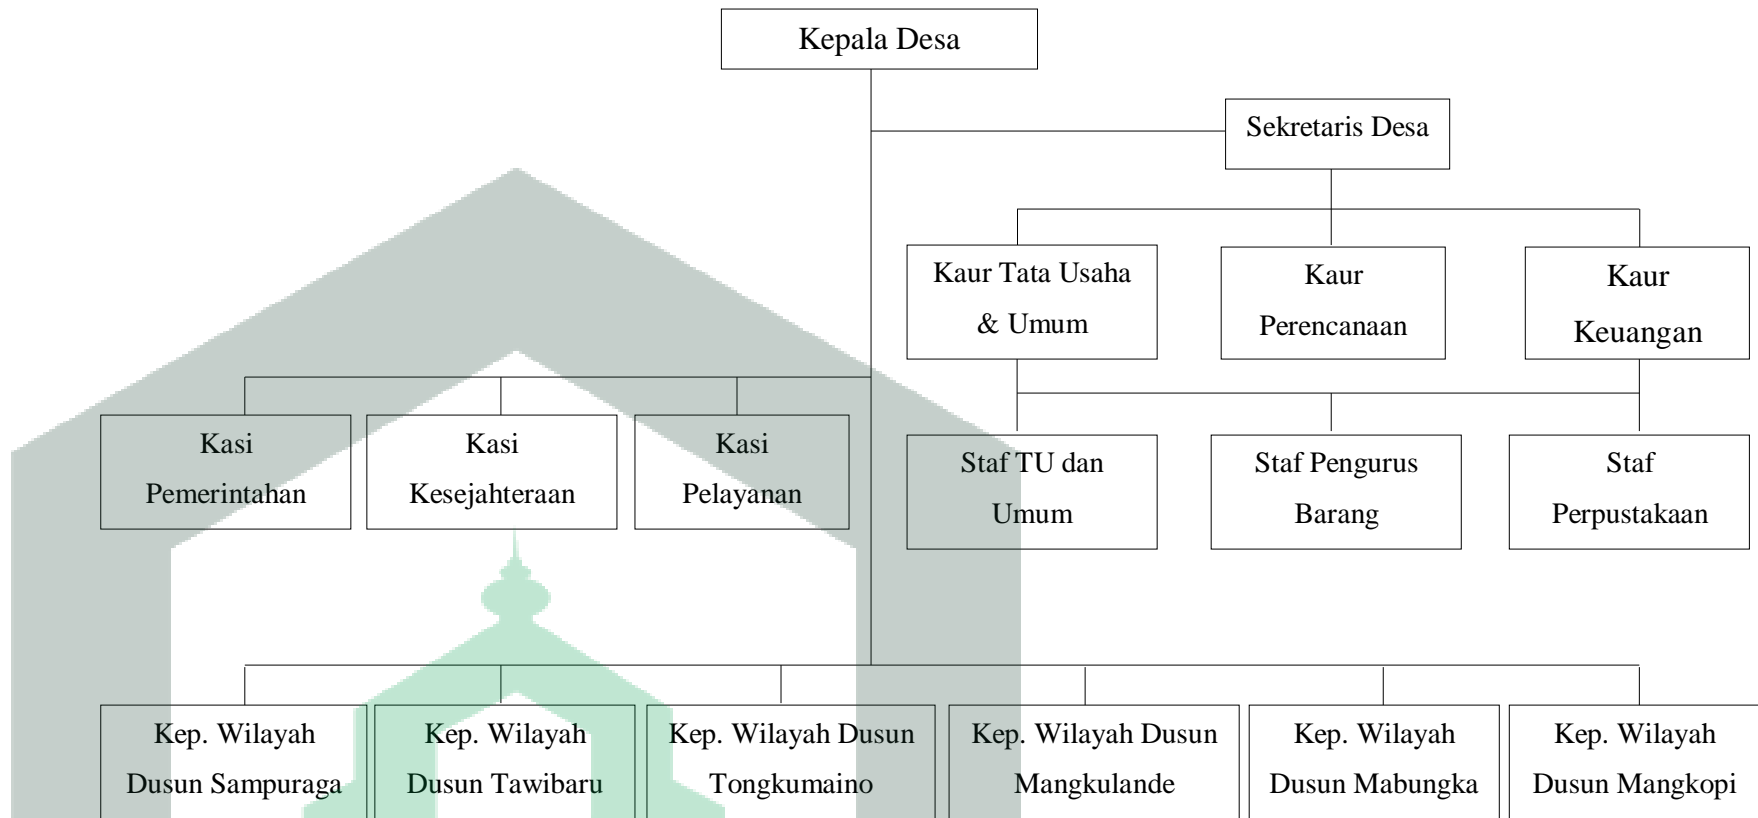 Kepala Desa
Sekretaris Desa
Kaur Tata Usaha
& Umum
Kaur
Perencanaan
Kaur
Keuangan
Kasi
Pemerintahan
Kasi
Kesejahteraan
Kasi
Pelayanan
Staf TU dan
Umum
Staf Pengurus
Barang
Staf
Perpustakaan
Kep. Wilayah
Dusun Sampuraga
Kep. Wilayah
Dusun Tawibaru
Kep. Wilayah Dusun
Tongkumaino
Kep. Wilayah Dusun
Mangkulande
Kep. Wilayah
Dusun Mabungka
Kep. Wilayah
Dusun Mangkopi